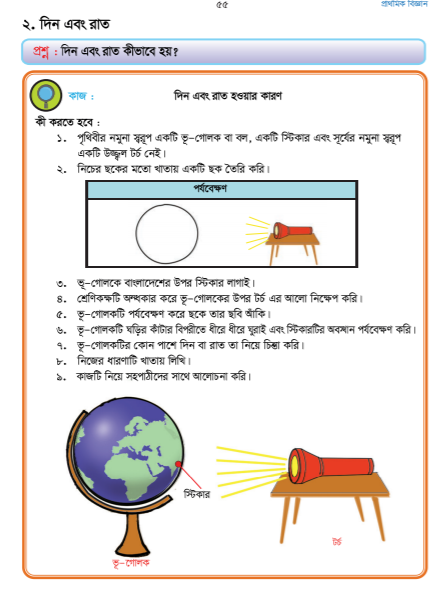 ৫৫
প্রাথমিক বিজ্ঞান
২. দিন এবং রাত
প্রশ্ন : দিন এবং রাত কীভাবে হয়?
কাজ :
দিন এবং রাত হওয়ার কারণ
কী করতে হবে :
১. পৃথিবীর নমুনা স্বরূপ একটি ভূ-গোলক বা বল, একটি স্টিকার এবং সূর্যের নমুনা স্বরূপ
একটি উজ্জ্বল টর্চ নেই।
২. নিচের ছকের মতো খাতায় একটি ছক তৈরি করি।
পর্যবেক্ষণ
৩. ভূ-গোলকে বাংলাদেশের উপর স্টিকার লাগাই।
৪. শ্রেণিকক্ষটি অন্ধকার করে ভূ-গোলকের উপর টর্চ এর আলো নিক্ষেপ করি।
৫. ভূ-গোলকটি পর্যবেক্ষণ করে ছকে তার ছবি আঁকি।
৬. ভূ-গোলকটি ঘড়ির কাঁটার বিপরীতে ধীরে ধীরে ঘুরাই এবং স্টিকারটির অবস্থান পর্যবেক্ষণ করি।
৭. ভূ-গোলকটির কোন পাশে দিন বা রাত তা নিয়ে চিন্তা করি।
৮. নিজের ধারণাটি খাতায় লিখি।
৯. কাজটি নিয়ে সহপাঠীদের সাথে আলোচনা করি।
স্টিকার
টর্চ
ভূ-গোলক